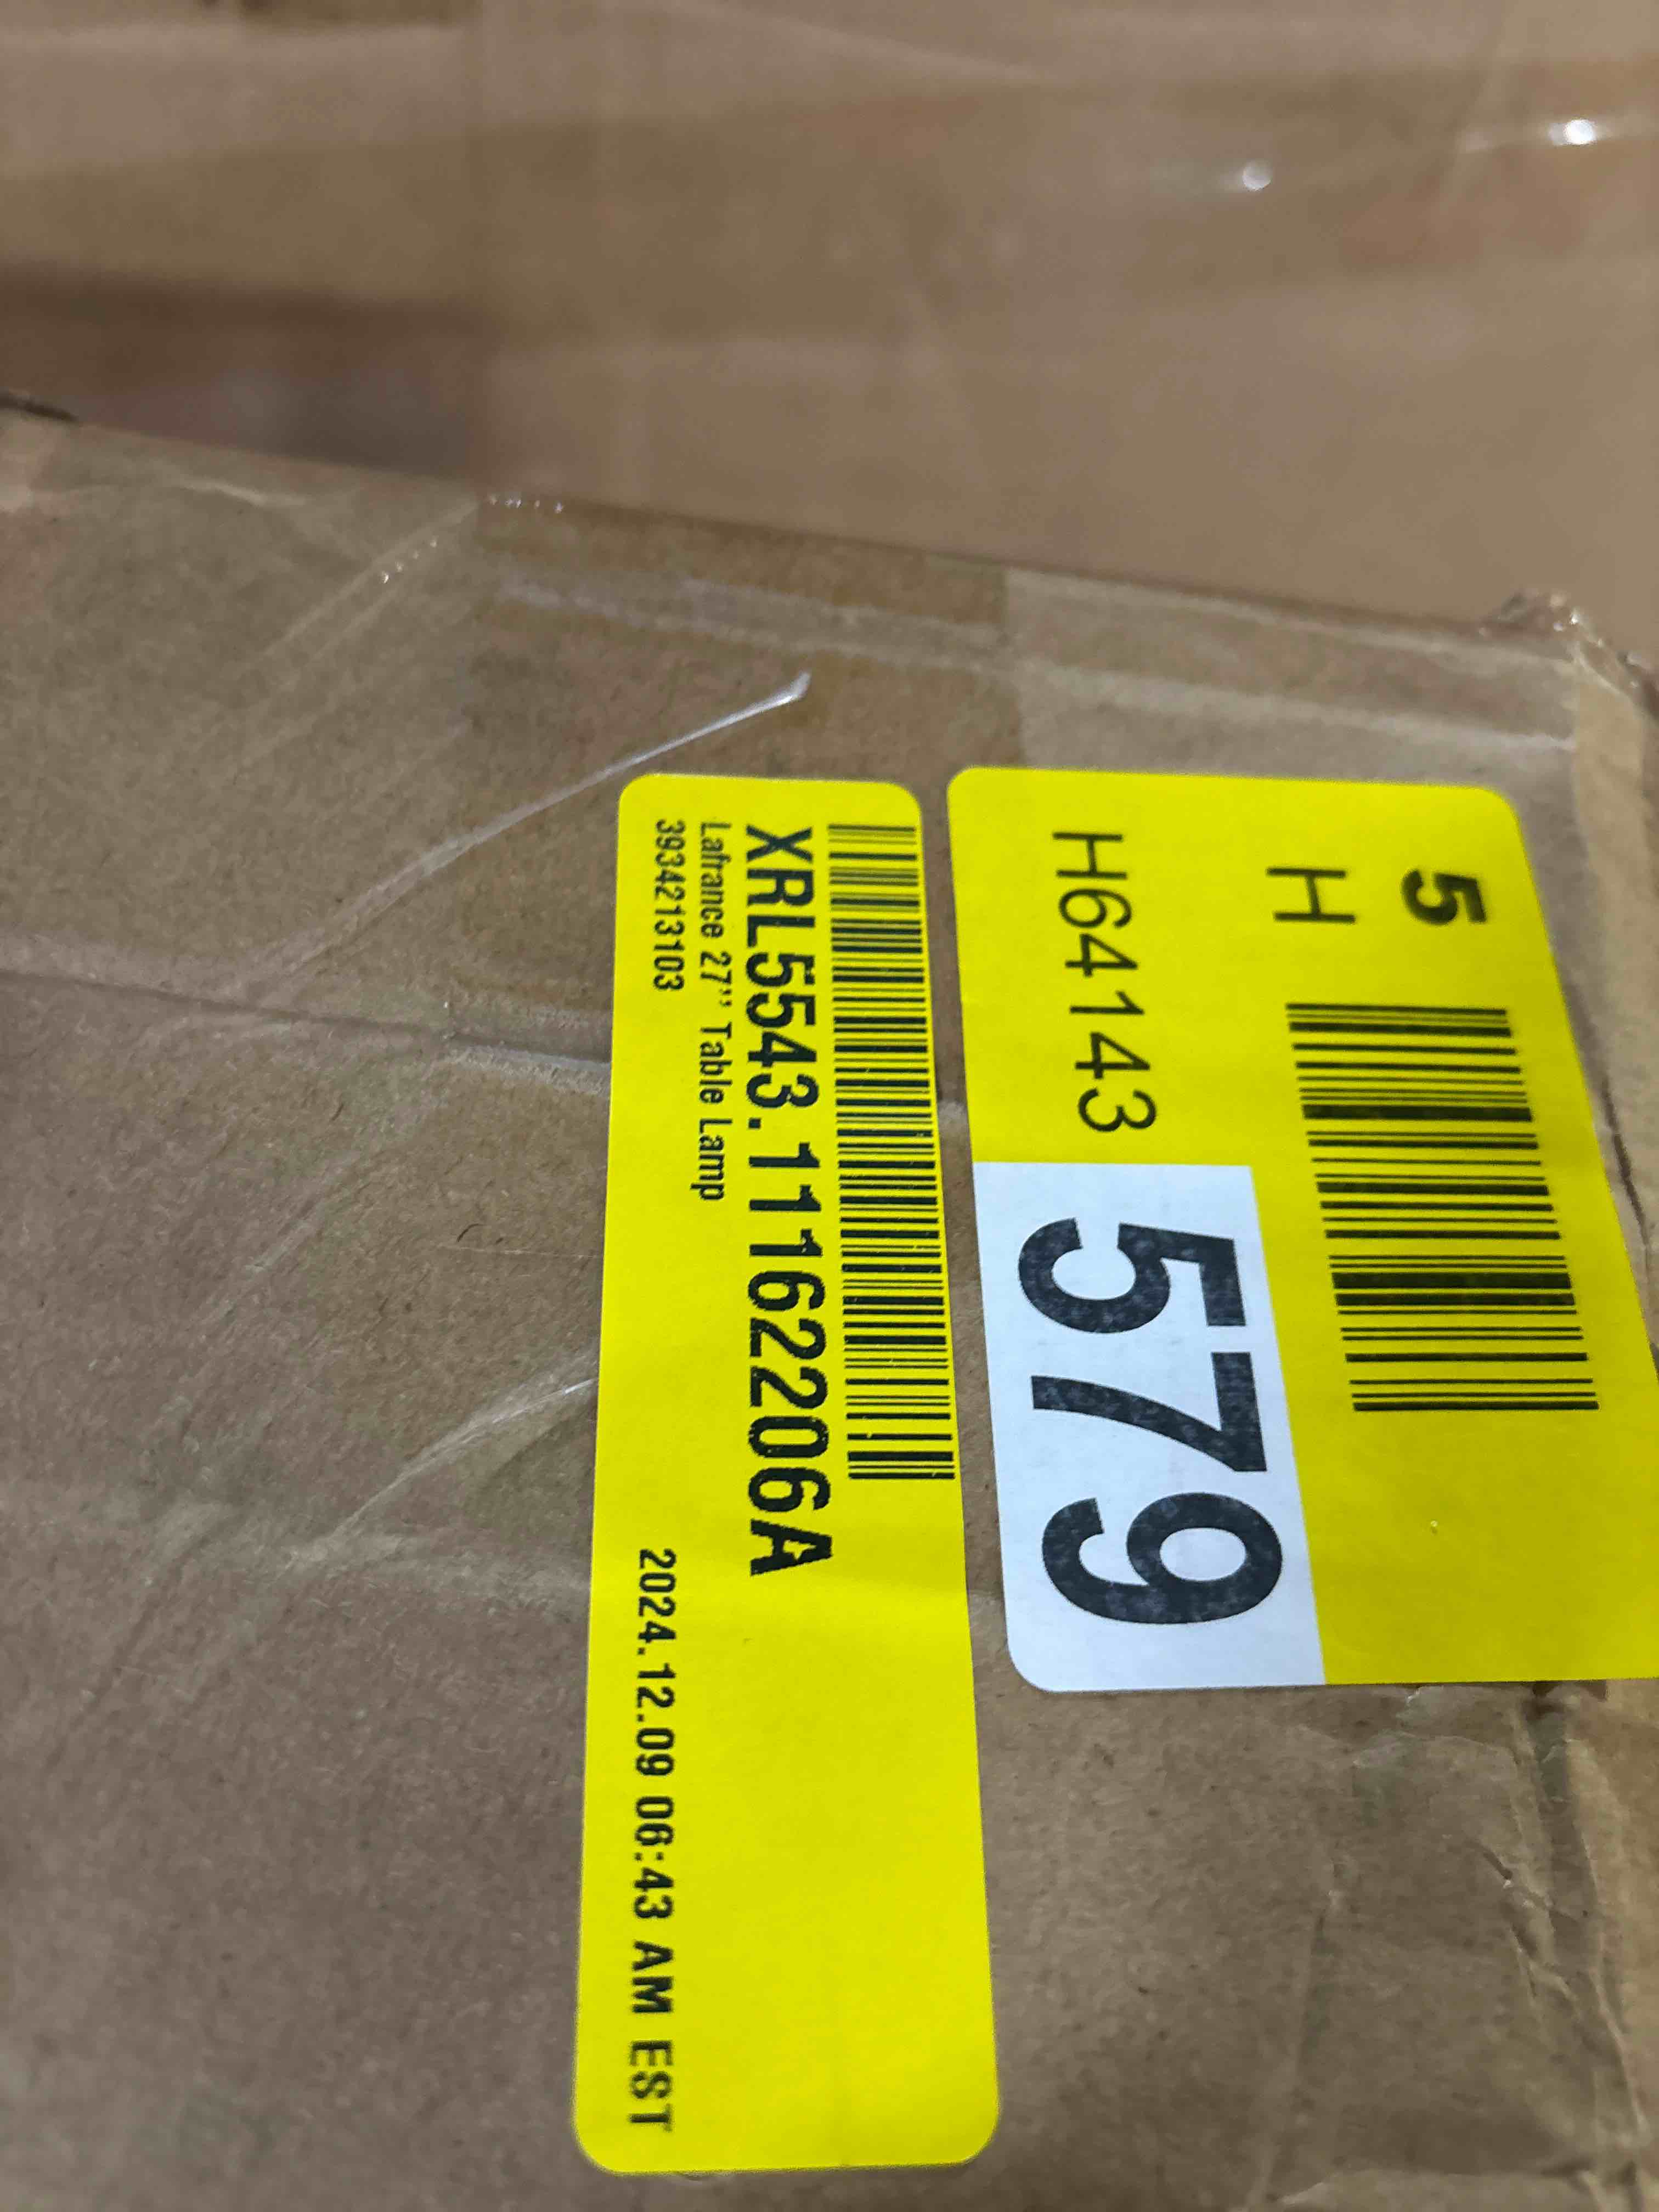 5
H
H64143
579
XRL5543.11162206A
Lafrance 27'' Table Lamp
3934213103
2024.12.09 06:43 AM EST